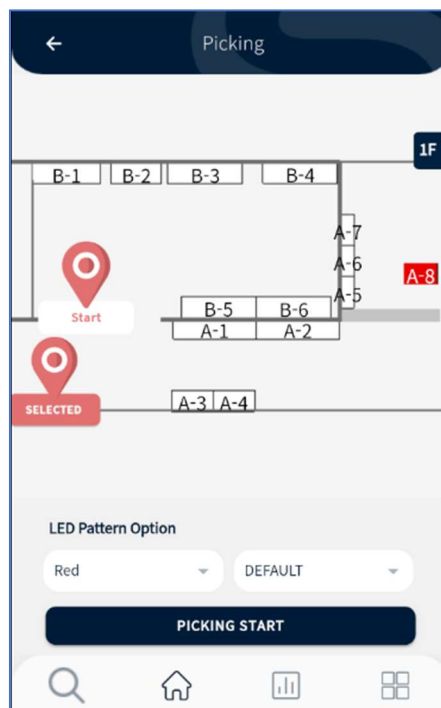 Picking
1F
B-1 B-2 B-3 B-4
A-7
A-6
A-8
A-5
Start
B-5 B-6
A-1 A-2
SELECTED
A-3 A-4
LED Pattern Option
Red DEFAULT
PICKING START